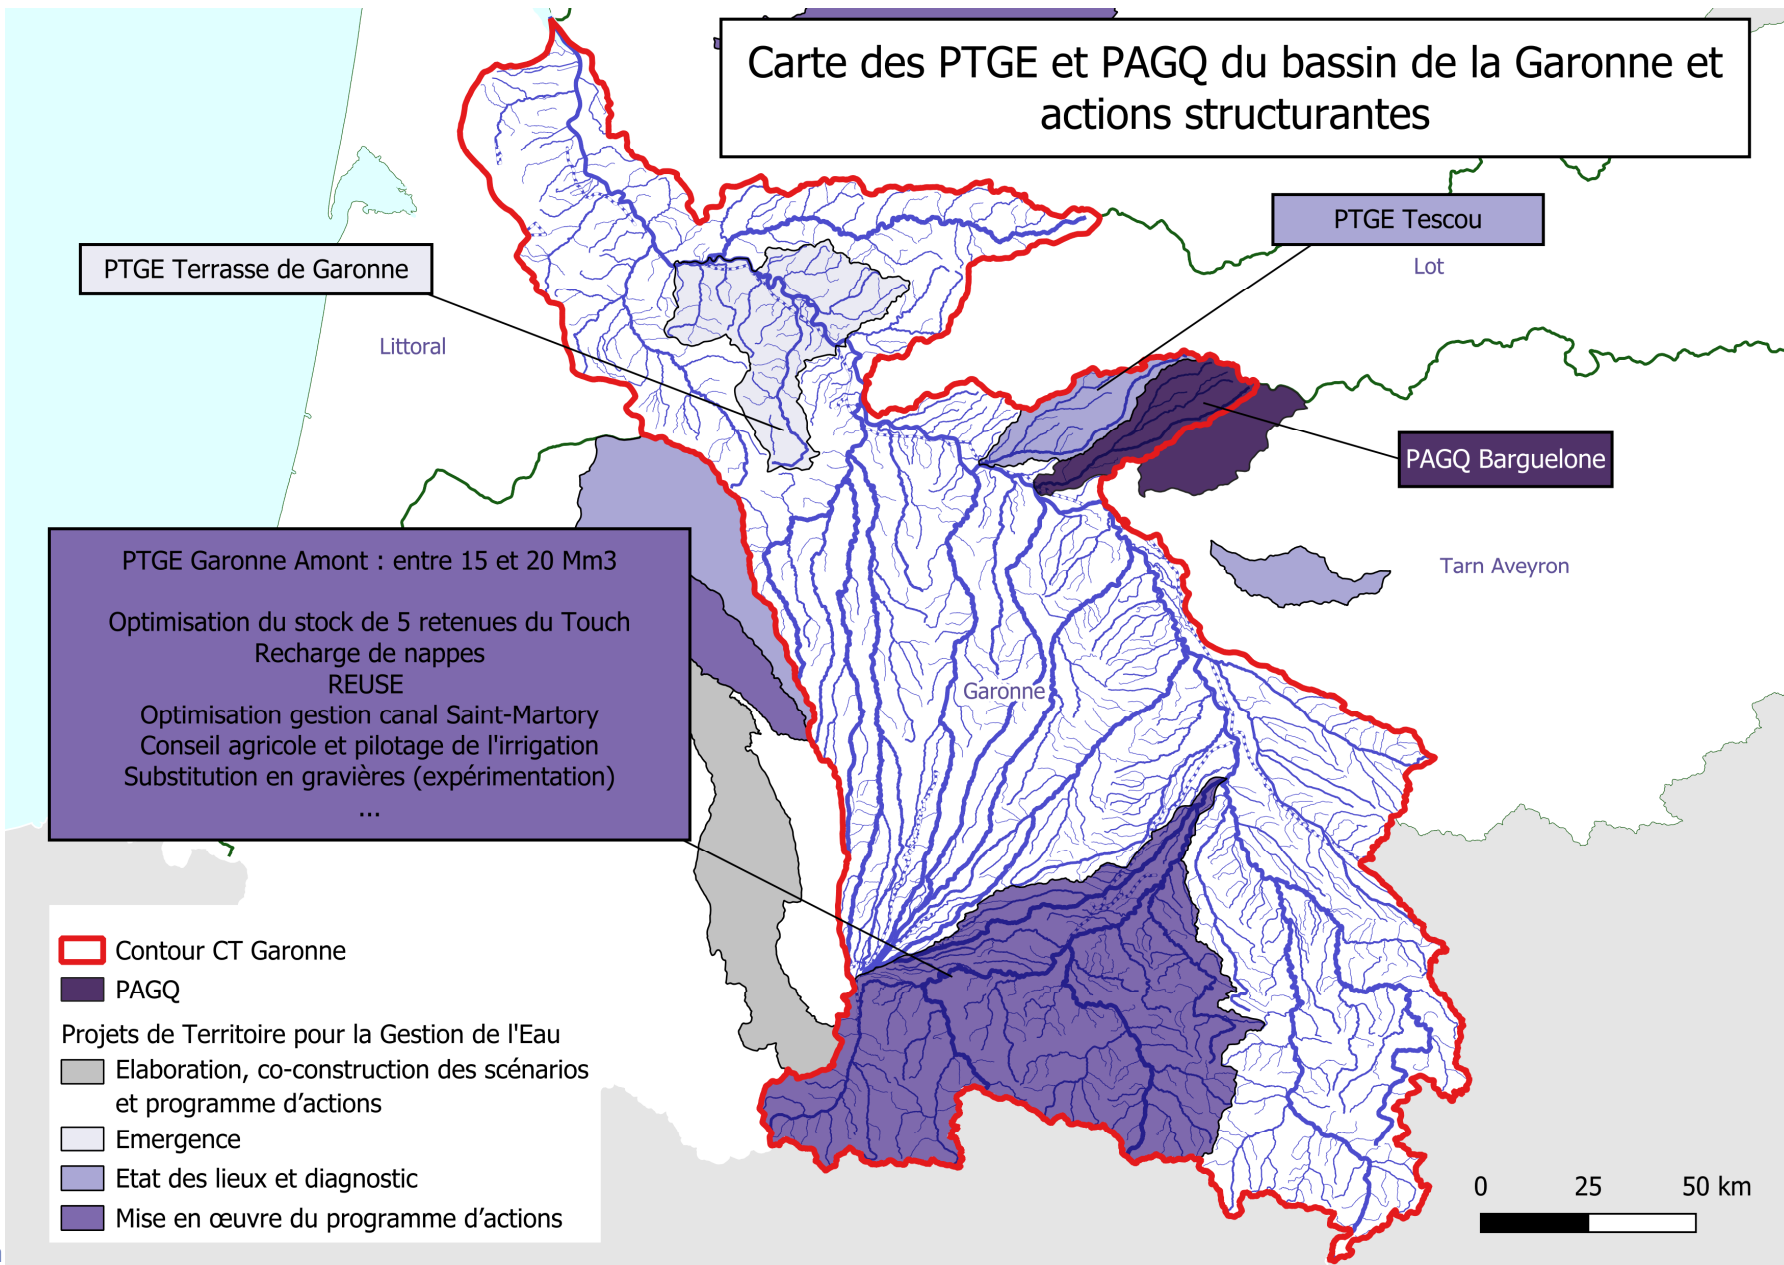 Carte des PTGE et PAGQ du bassin de la Garonne et
actions structurantes
PTGE Tescou
Lot
PTGE Terrasse de Garonne
Littoral
PAGQ Barguelone
Tarn Aveyron
PTGE Garonne Amont : entre 15 et 20 Mm3
Optimisation du stock de 5 retenues du Touch
Recharge de nappes
REUSE
Optimisation gestion canal Saint-Martory
Conseil agricole et pilotage de l'irrigation
Substitution en gravières (expérimentation)
...
Garonne
Contour CT Garonne
PAGQ
Projets de Territoire pour la Gestion de l'Eau
Elaboration, co-construction des scénarios
et programme d’actions
Emergence
Etat des lieux et diagnostic
Mise en œuvre du programme d’actions
0 25 50 km